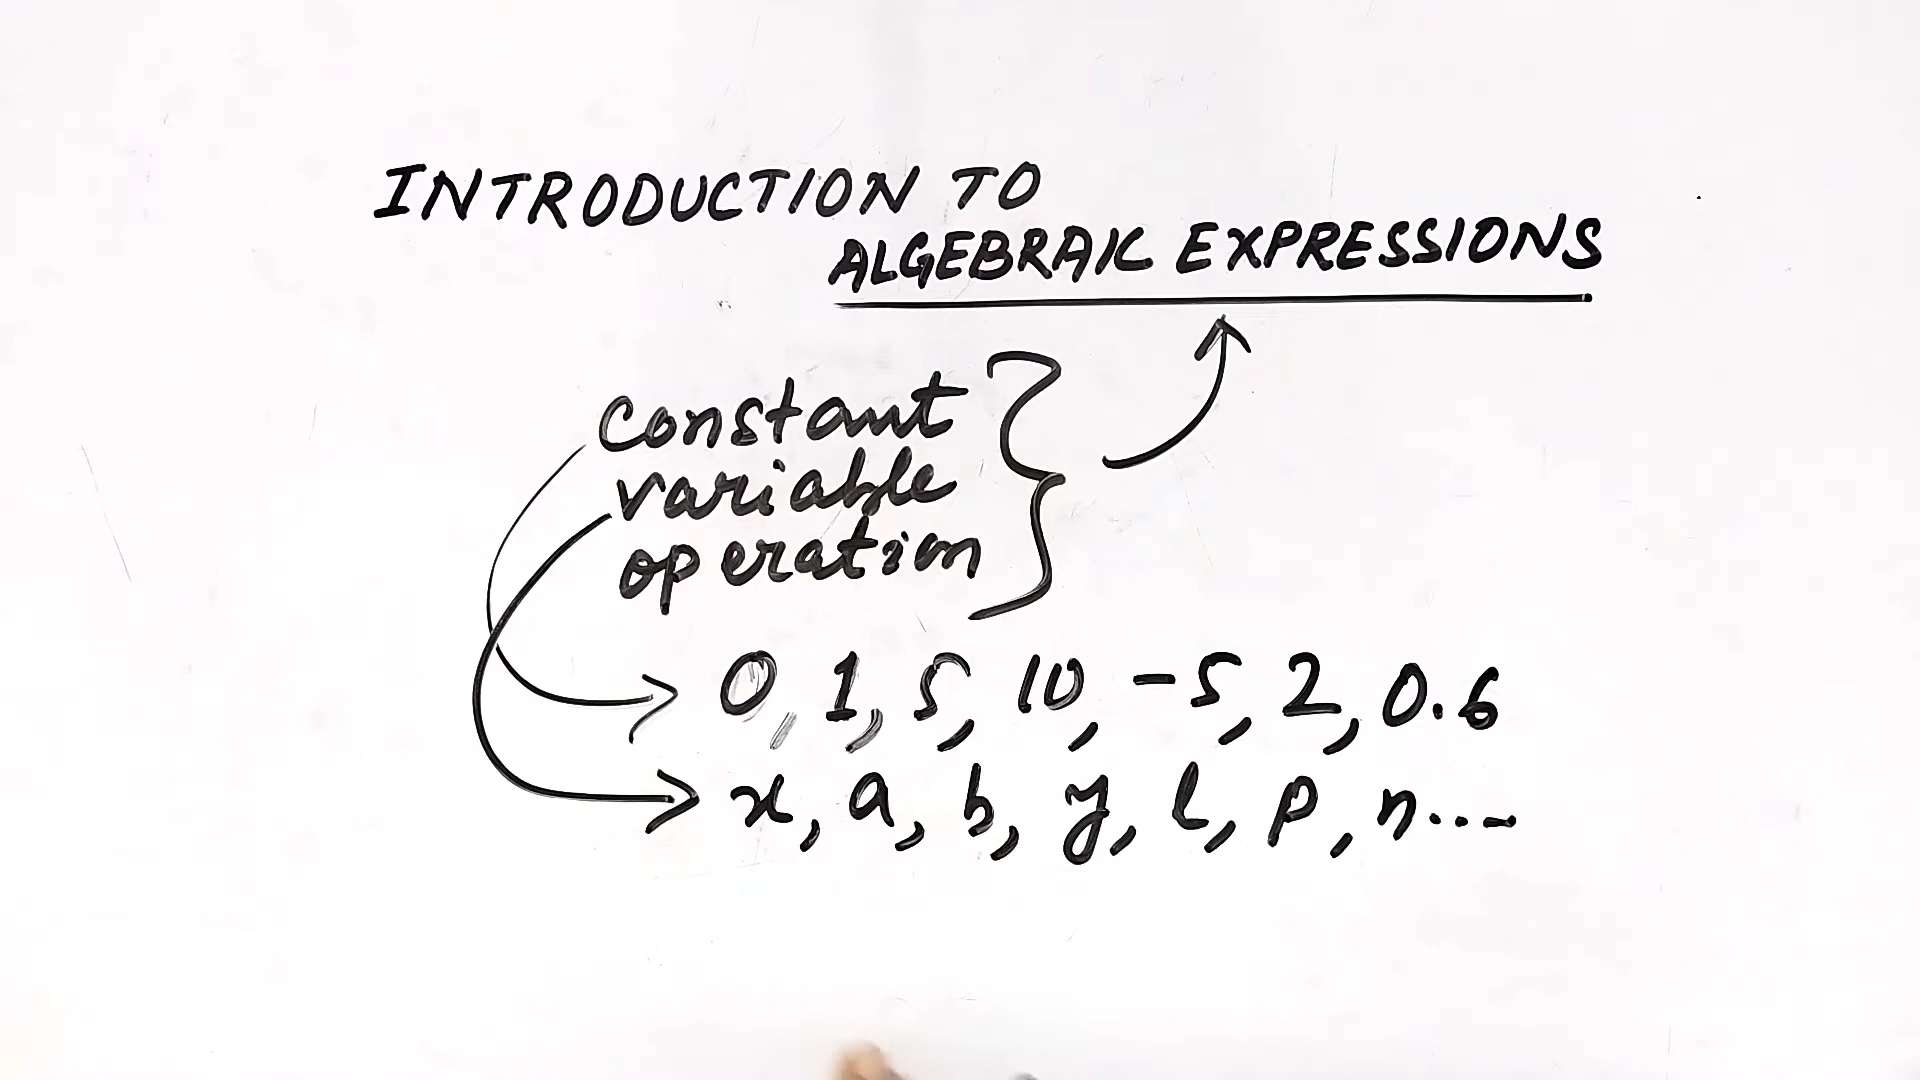 INTRODUCTION TO
ALGEBRAIC EXPRESSIONS
constant
variable
operation
0, 1, 5, 10, -5, 2, 0.6
x, a, b, y, l, p, n...